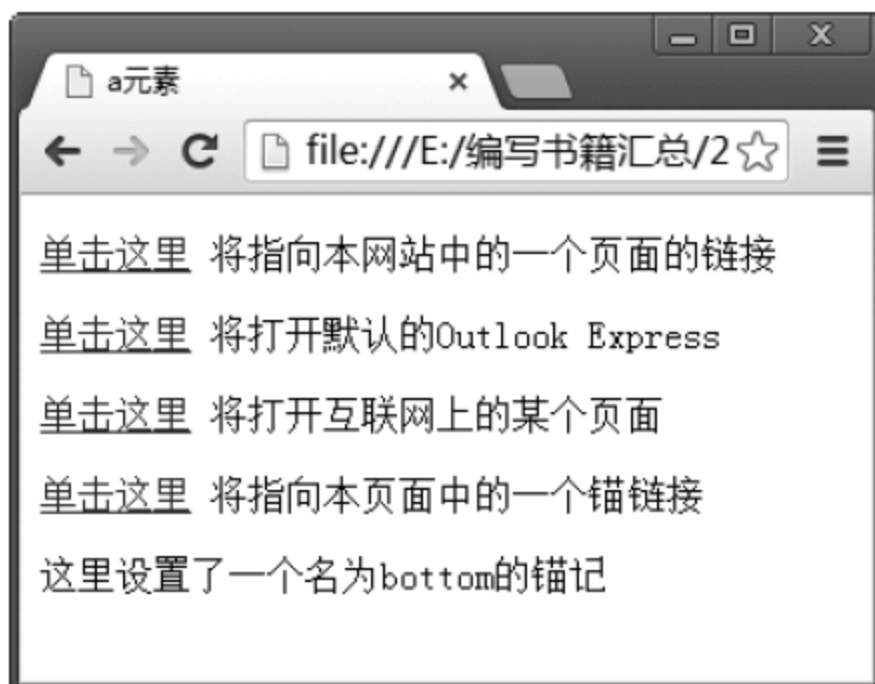 a元素
file:///E:/编写书籍汇总/2
单击这里 将指向本网站中的一个页面的链接
单击这里 将打开默认的Outlook Express
单击这里 将打开互联网上的某个页面
单击这里 将指向本页面中的一个锚链接
这里设置了一个名为bottom的锚记